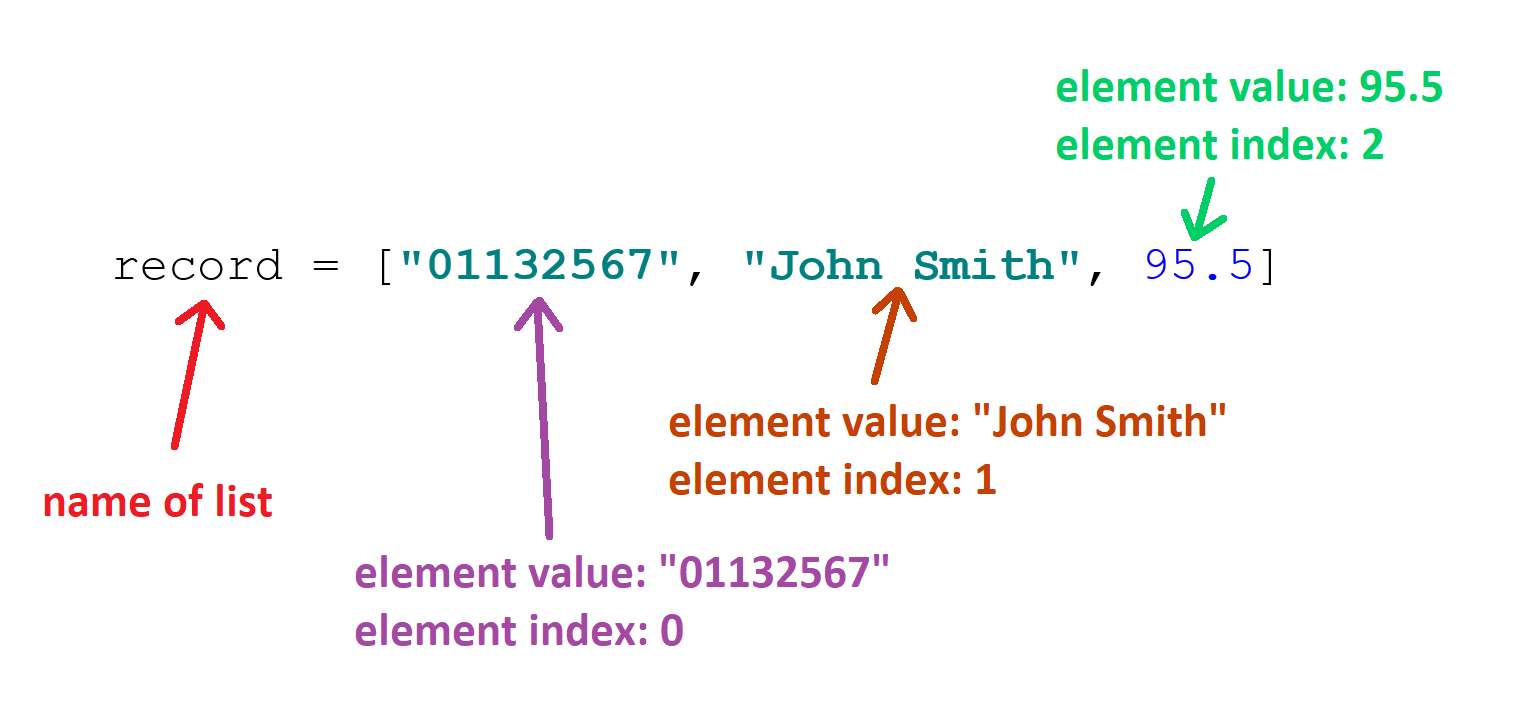 element value: 95.5
element index: 2
record = ["01132567", "John Smith", 95.5]
element value: "John Smith"
element index: 1
name of list
element value: "01132567"
element index: 0